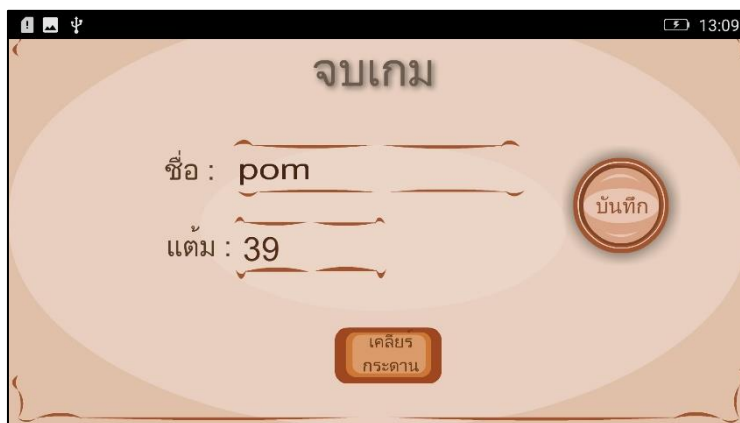 13:09
จบเกม
ชื่อ : pom
บันทึก
แต้ม : 39
เคลียร์
กระดาน